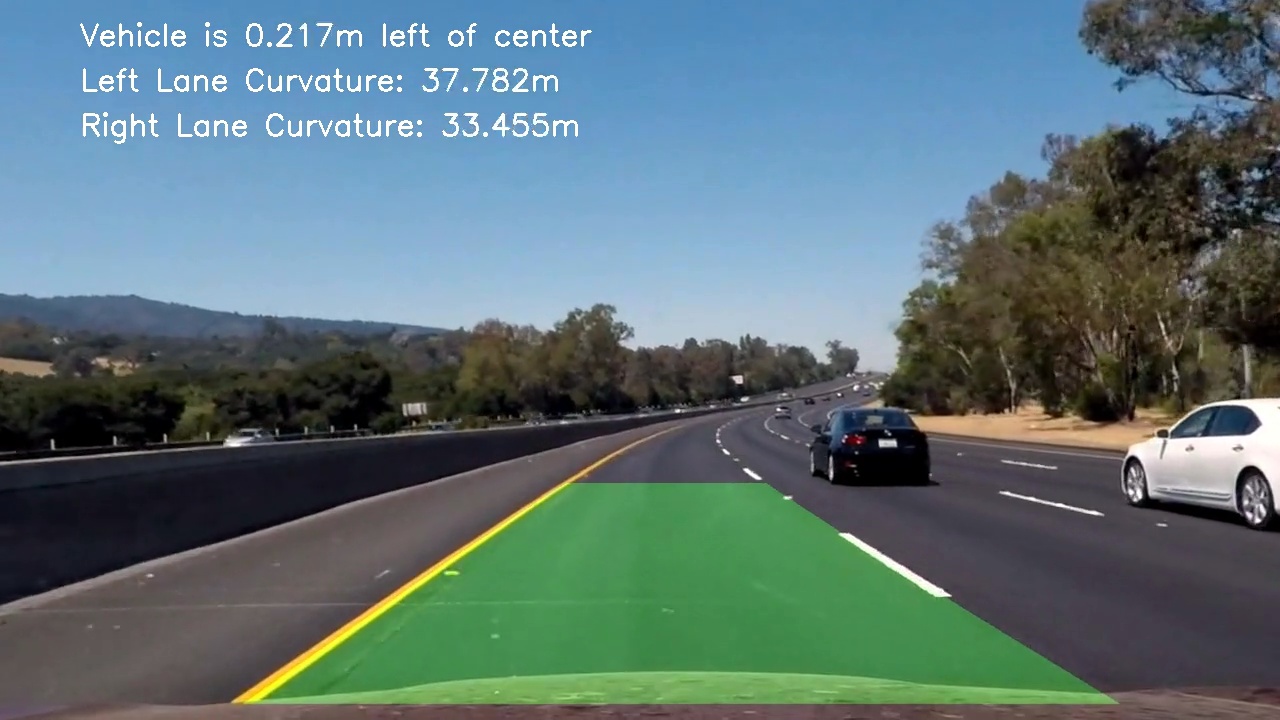 Vehicle is 0.217m left of center
Left Lane Curvature: 37.782m
Right Lane Curvature: 33.455m